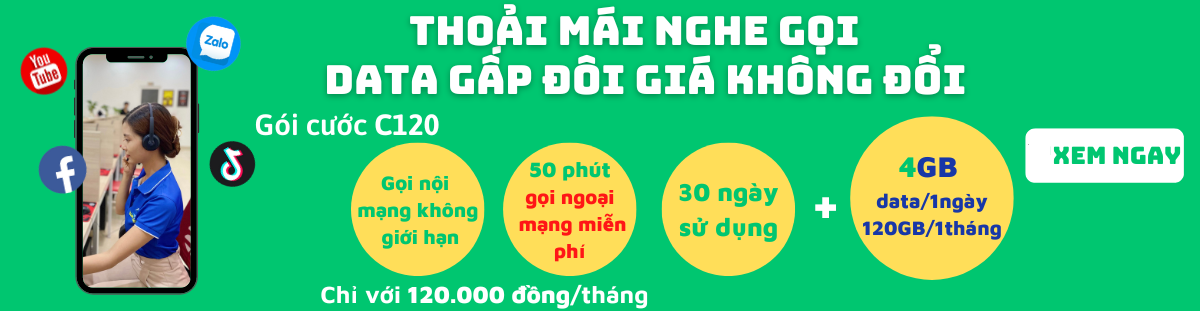 THOẢI MÁI NGHE GỌI
DATA GẤP ĐÔI GIÁ KHÔNG ĐỔI
You
Tube
Zalo
Gói cước C120
Gọi nội
mạng không
giới hạn
50 phút
gọi ngoại
mạng miễn
phí
30 ngày
sử dụng
+
4GB
data/1ngày
120GB/1tháng
XEM NGAY
Chỉ với 120.000 đồng/tháng